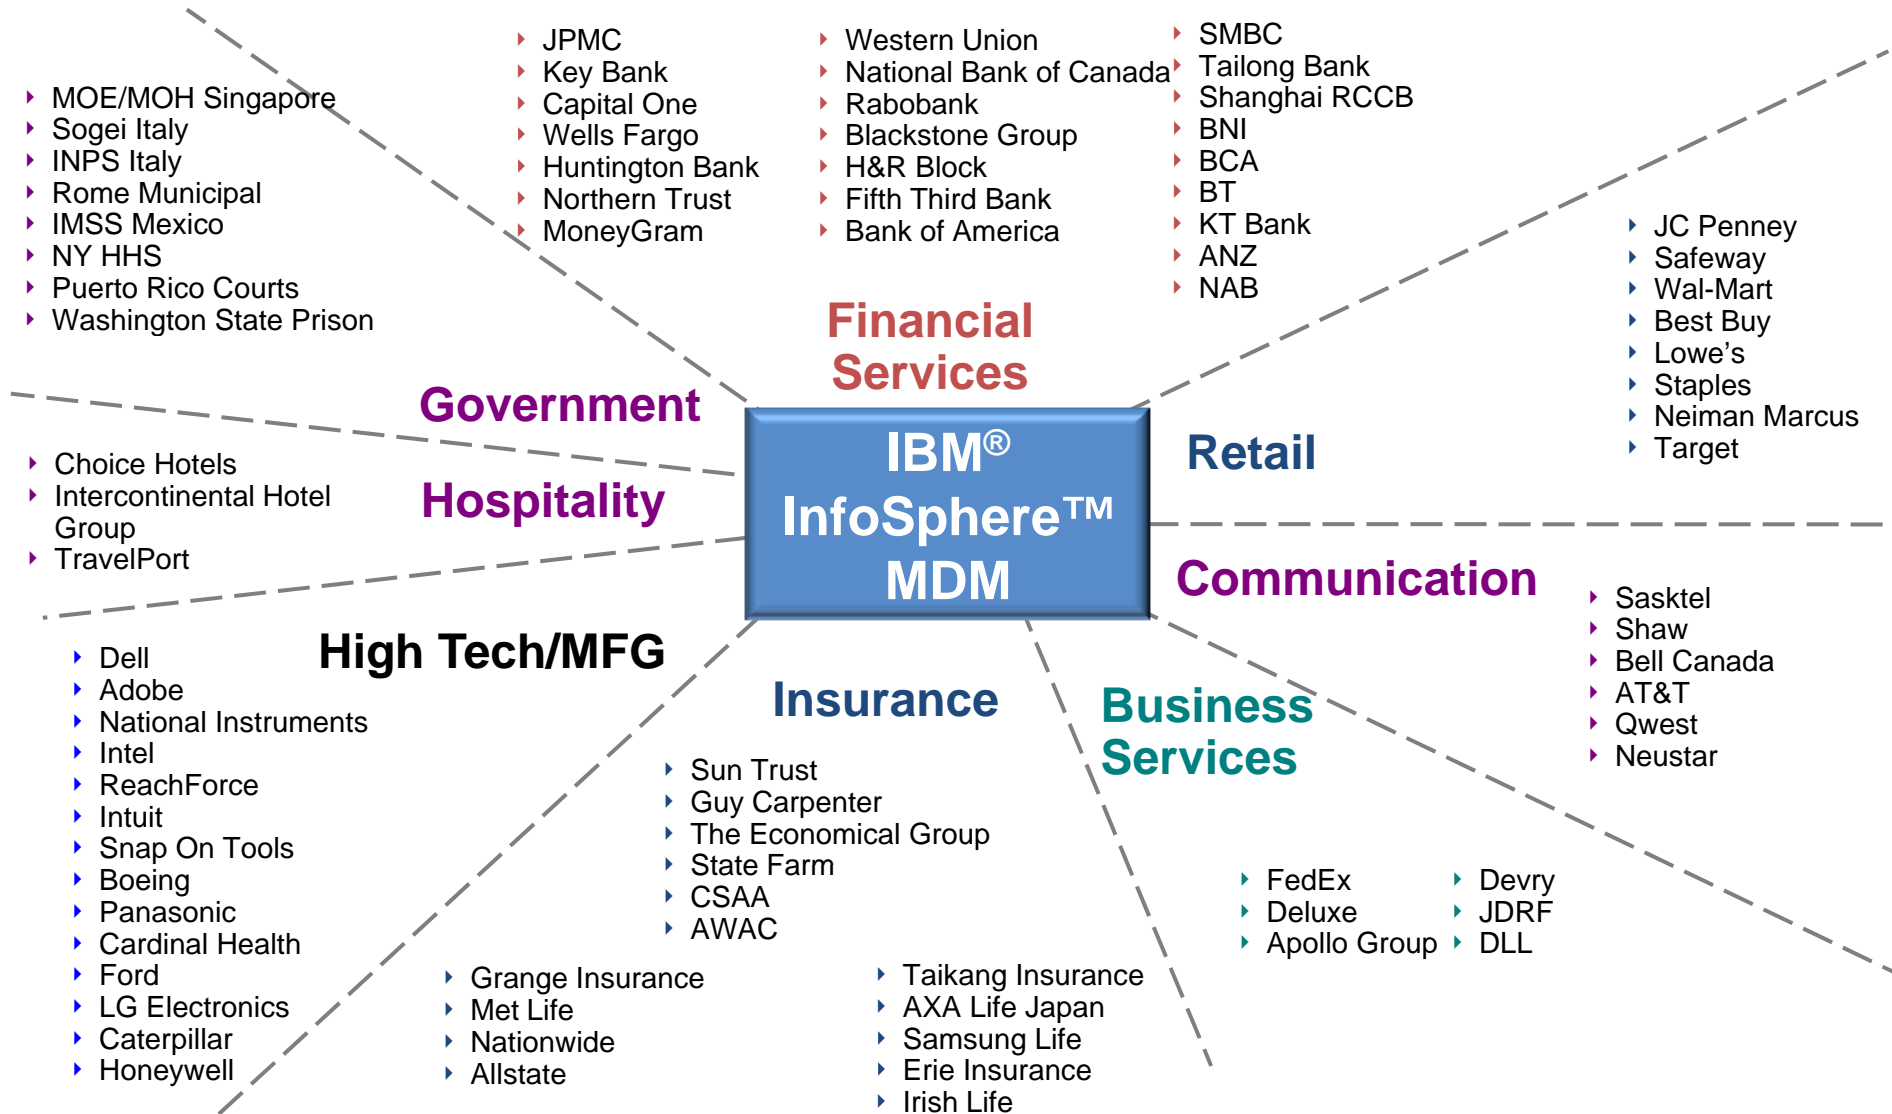 MOE/MOH Singapore
Sogei Italy
INPS Italy
Rome Municipal
IMSS Mexico
NY HHS
Puerto Rico Courts
Washington State Prison
Government
JPMC
Key Bank
Capital One
Wells Fargo
Huntington Bank
Northern Trust
MoneyGram
Western Union
National Bank of Canada
Rabobank
Blackstone Group
H&R Block
Fifth Third Bank
Bank of America
SMBC
Tailong Bank
Shanghai RCCB
BNI
BCA
BT
KT Bank
ANZ
NAB
Financial
Services
JC Penney
Safeway
Wal-Mart
Best Buy
Lowe’s
Staples
Neiman Marcus
Target
Retail
IBM®
InfoSphere™
MDM
Choice Hotels
Intercontinental Hotel
Group
TravelPort
Hospitality
Communication
Sasktel
Shaw
Bell Canada
AT&T
Qwest
Neustar
High Tech/MFG
Dell
Adobe
National Instruments
Intel
ReachForce
Intuit
Snap On Tools
Boeing
Panasonic
Cardinal Health
Ford
LG Electronics
Caterpillar
Honeywell
Insurance
Sun Trust
Guy Carpenter
The Economical Group
State Farm
CSAA
AWAC
Grange Insurance
Met Life
Nationwide
Allstate
Taikang Insurance
AXA Life Japan
Samsung Life
Erie Insurance
Irish Life
Business
Services
FedEx
Deluxe
Apollo Group
Devry
JDRF
DLL